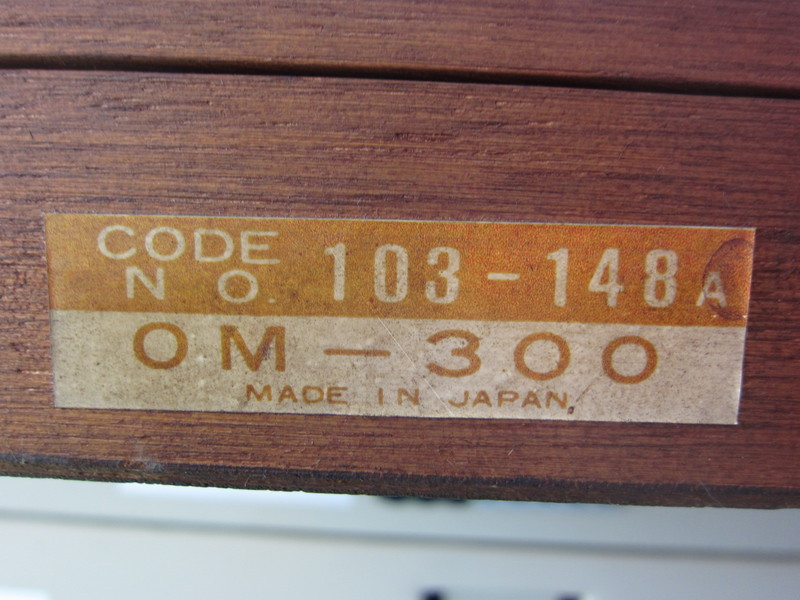 CODE
NO. 103-148A
OM-300
MADE IN JAPAN.